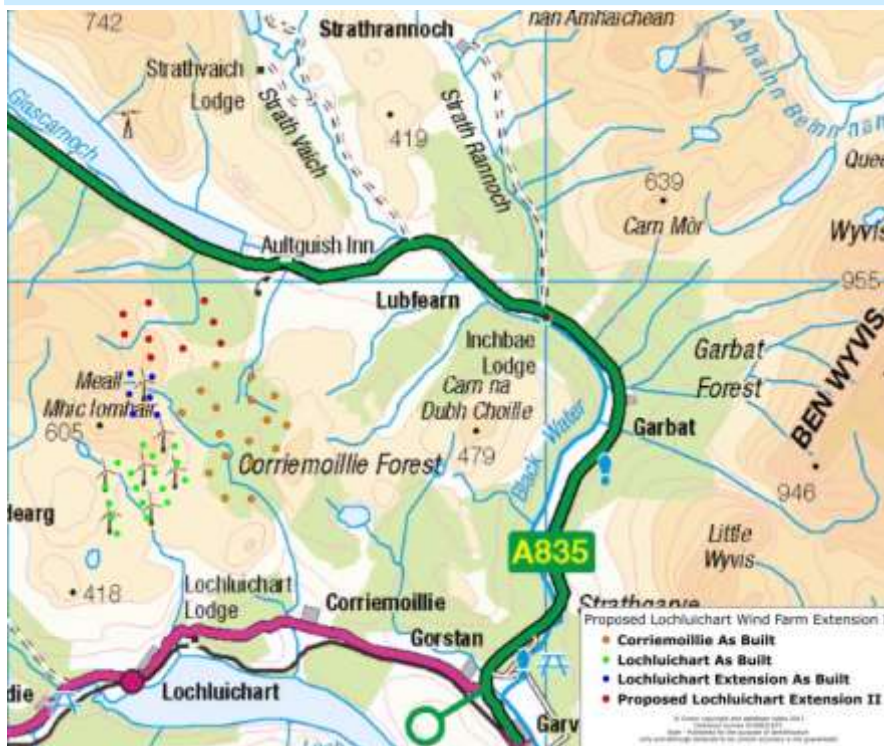 742
Strathrannoch
nan Amhaichean
Strathvaich
Lodge
Abhainn Beinn nan
Glascarnoch
Strath Vaich
419
Strath Rannoch
639
Carn Mòr
Wyvis
Aultguish Inn
955
Lubfearn
Inchbae
Lodge
Garbat
Forest
BEN WYVIS
Meall
Mhic Iomhair
605
Carn na
Dubh Choille
479
Corriemoillie Forest
Black Water
Garbat
946
dearg
A835
Little
Wyvis
418
Lochluichart
Lodge
Corriemoillie
Strathgarve
Gorstan
die
Lochluichart
Garv
Loch
Proposed Lochluichart Wind Farm Extension
Corriemoillie As Built
Lochluichart As Built
Lochluichart Extension As Built
Proposed Lochluichart Extension II